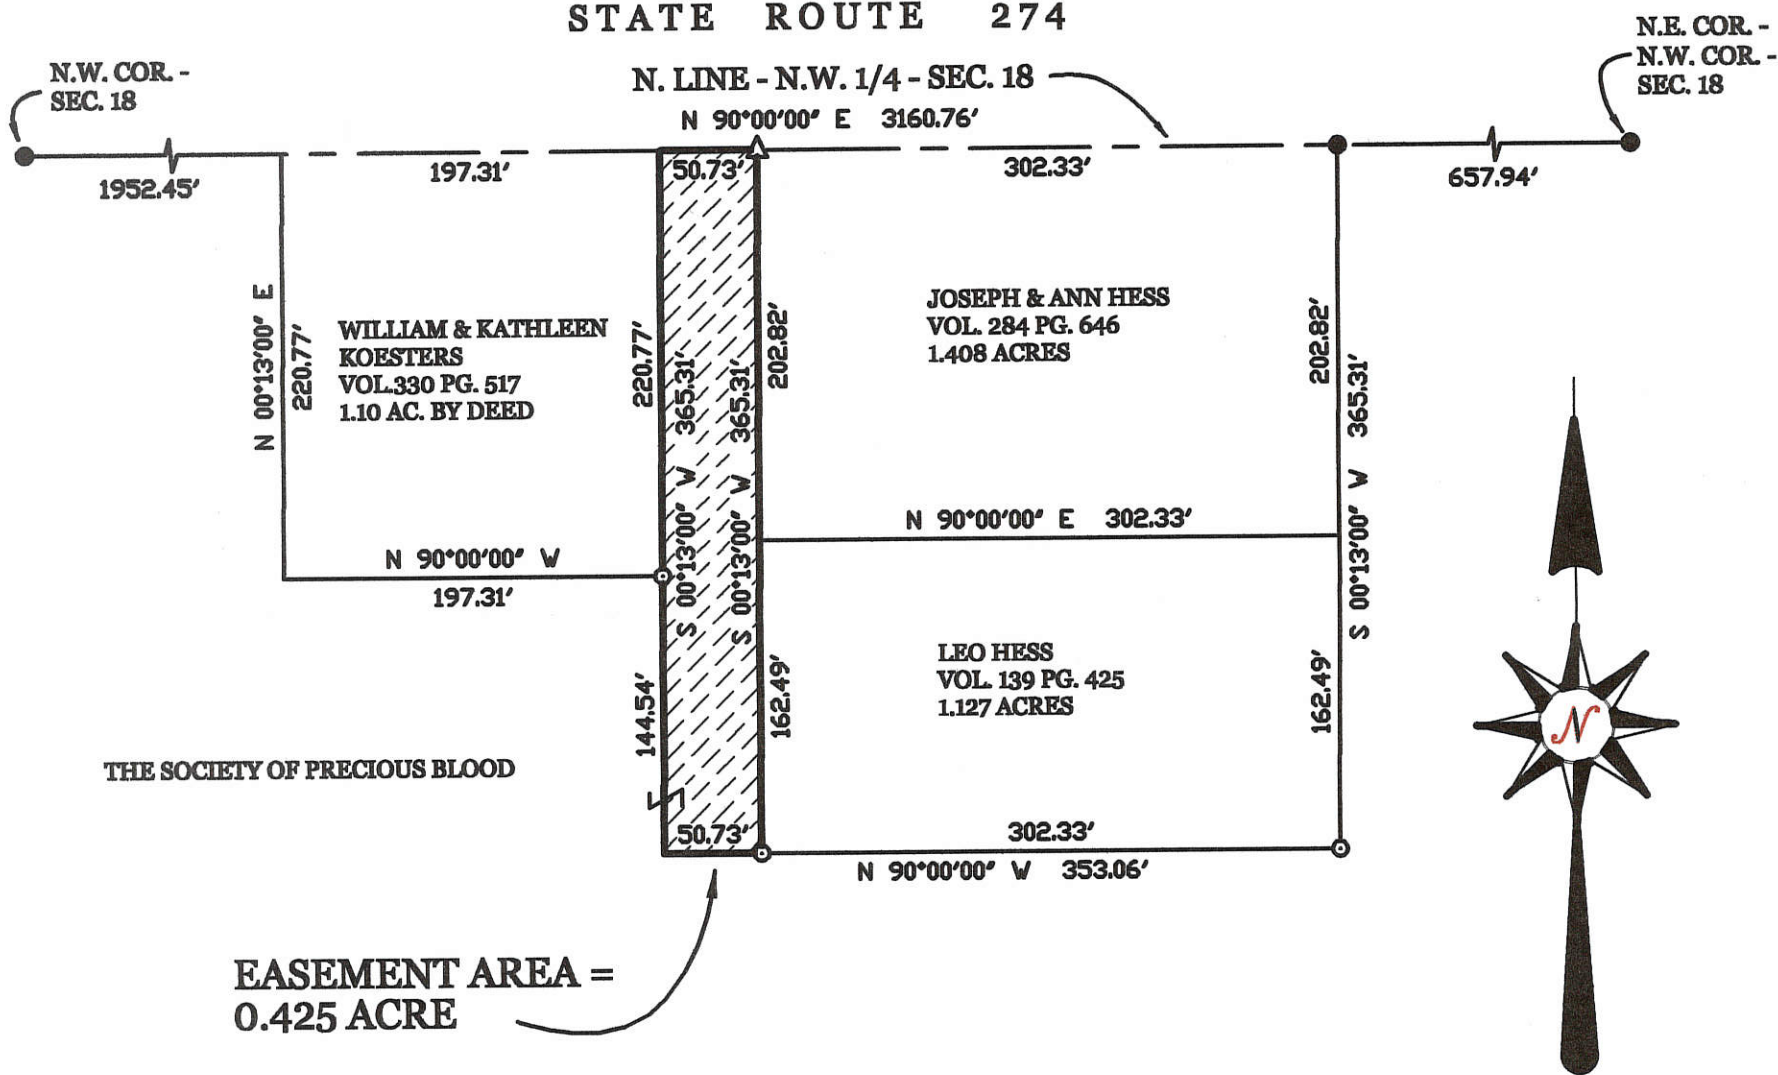 STATE ROUTE 274
N.W. COR. -
SEC. 18
N. LINE - N.W. 1/4 - SEC. 18
N.E. COR. -
N.W. COR. -
SEC. 18
N 90°00'00" E 3160.76'
1952.45'
197.31'
50.73'
302.33'
657.94'
N 00°13'00" E
220.77'
WILLIAM & KATHLEEN
KOESTERS
VOL.330 PG. 517
1.10 AC. BY DEED
220.77'
S 00°13'00" W 365.31'
S 00°13'00" W 365.31'
202.82'
JOSEPH & ANN HESS
VOL. 284 PG. 646
1.408 ACRES
202.82'
S 00°13'00" W 365.31'
N 90°00'00" E 302.33'
N 90°00'00" W
197.31'
144.54'
162.49'
LEO HESS
VOL. 139 PG. 425
1.127 ACRES
162.49'
N
THE SOCIETY OF PRECIOUS BLOOD
50.73'
302.33'
N 90°00'00" W 353.06'
EASEMENT AREA =
0.425 ACRE